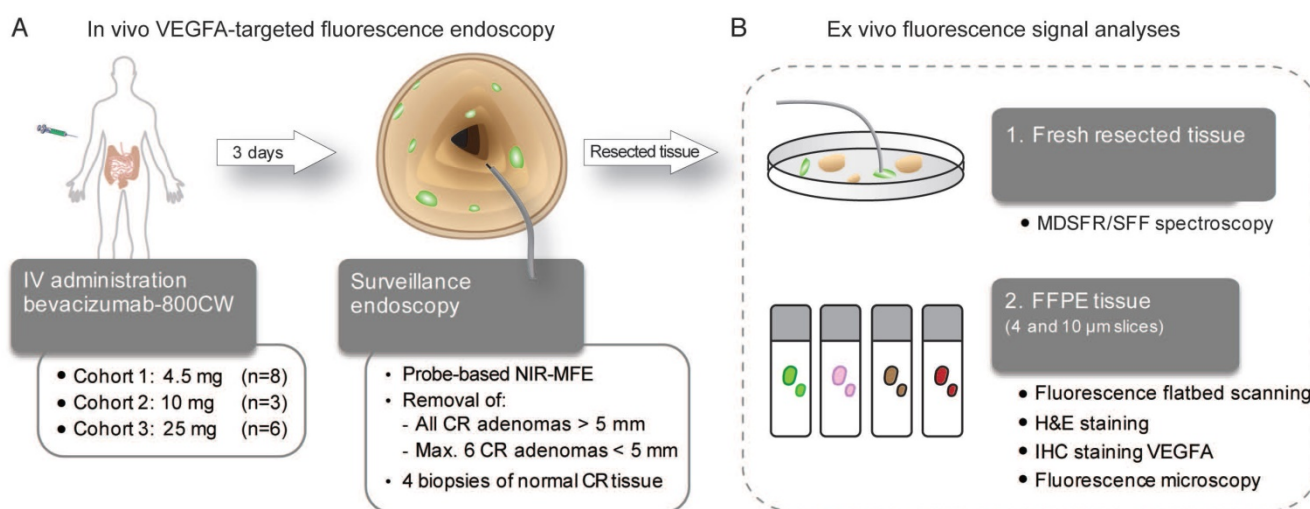 A In vivo VEGFA-targeted fluorescence endoscopy
3 days
Resected tissue
IV administration
bevacizumab-800CW
• Cohort 1: 4.5 mg (n=8)
• Cohort 2: 10 mg (n=3)
• Cohort 3: 25 mg (n=6)
Surveillance
endoscopy
• Probe-based NIR-MFE
• Removal of:
- All CR adenomas > 5 mm
- Max. 6 CR adenomas < 5 mm
• 4 biopsies of normal CR tissue
B Ex vivo fluorescence signal analyses
1. Fresh resected tissue
• MDSFR/SFF spectroscopy
2. FFPE tissue
(4 and 10 µm slices)
• Fluorescence flatbed scanning
• H&E staining
• IHC staining VEGFA
• Fluorescence microscopy